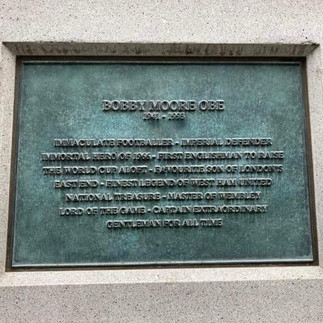 BOBBY MOORE OBE
1941 - 1993
IMMACULATE FOOTBALLER - IMPERIAL DEFENDER
IMMORTAL HERO OF 1966 - FIRST ENGLISHMAN TO RAISE
THE WORLD CUP ALOFT - FAVOURITE SON OF LONDON'S
EAST END - FINEST LEGEND OF WEST HAM UNITED
NATIONAL TREASURE - MASTER OF WEMBLEY
LORD OF THE GAME - CAPTAIN EXTRAORDINARY
GENTLEMAN FOR ALL TIME